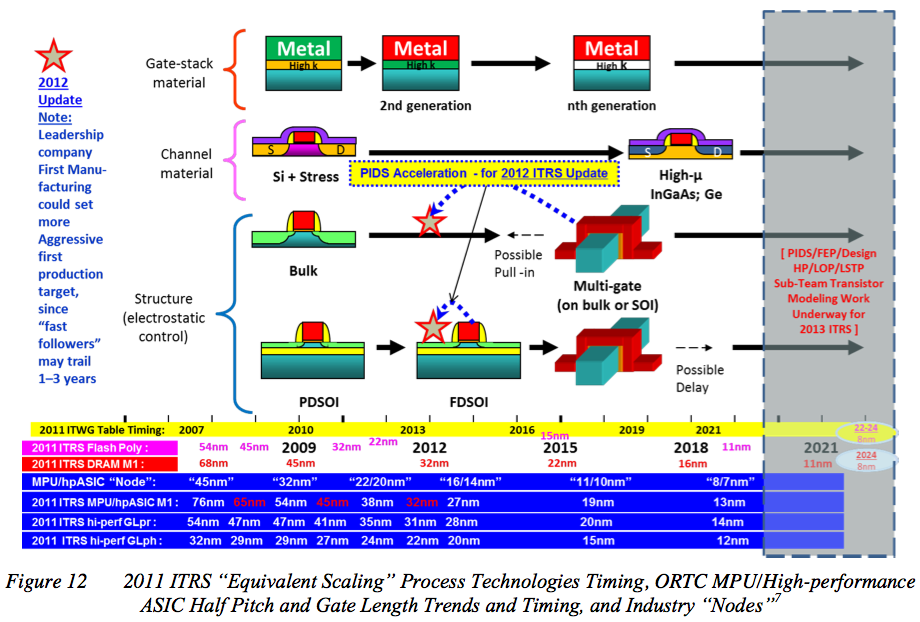 2012
Update
Note:
Leadership
company
First Manu-
facturing
could set
more
Aggressive
first
production
target,
since
“fast
followers”
may trail
1–3 years
Gate-stack
material
Metal
High k
Metal
High k
2nd generation
Metal
High k
nth generation
Channel
material
S D
Si + Stress
PIDS Acceleration - for 2012 ITRS Update
S D
High-µ
InGaAs; Ge
Structure
(electrostatic
control)
Bulk
Possible
Pull -in
Multi-gate
(on bulk or SOI)
PDSOI
FDSOI
Possible
Delay
[ PIDS/FEP/Design
HP/LOP/LSTP
Sub-Team Transistor
Modeling Work
Underway for
2013 ITRS ]
2011 ITWG Table Timing: 2007 2010 2013 2016 2019 2021
22-24
8nm
2011 ITRS Flash Poly : 54nm 45nm 2009 32nm 22nm 2012 15nm 2015 2018 11nm 2021
2011 ITRS DRAM M1 : 68nm 45nm 32nm 22nm 16nm 11nm
2024
8nm
MPU/hpASIC “Node”: “45nm” “32nm” “22/20nm” “16/14nm” “11/10nm” “8/7nm”
2011 ITRS MPU/hpASIC M1 : 76nm 65nm 54nm 45nm 38nm 32nm 27nm 19nm 13nm
2011 ITRS hi-perf GLpr : 54nm 47nm 47nm 41nm 35nm 31nm 28nm 20nm 14nm
2011 ITRS hi-perf GLph : 32nm 29nm 29nm 27nm 24nm 22nm 20nm 15nm 12nm
Figure 12 2011 ITRS “Equivalent Scaling” Process Technologies Timing, ORTC MPU/High-performance
ASIC Half Pitch and Gate Length Trends and Timing, and Industry “Nodes”7